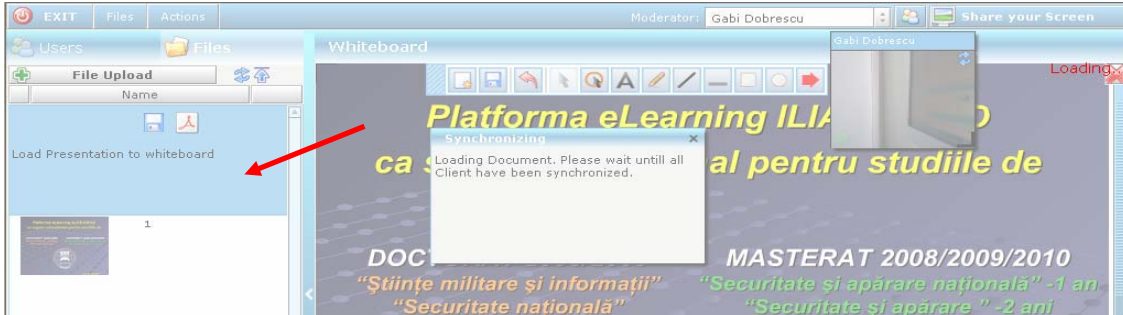 EXIT Files Actions Moderator: Gabi Dobrescu Share your Screen
Users Files Whiteboard Gabi Dobrescu
File Upload
Name
Loading
Load Presentation to whiteboard
1
Platforma eLearning
Synchronizing
Loading Document. Please wait untill all
Client have been synchronized.
ca
al pentru studiile de
MASTERAT 2008/2009/2010
“Științe militare și informații” “Securitate și apărare națională” -1 an
“Securitate națională” “Securitate și apărare ” -2 ani